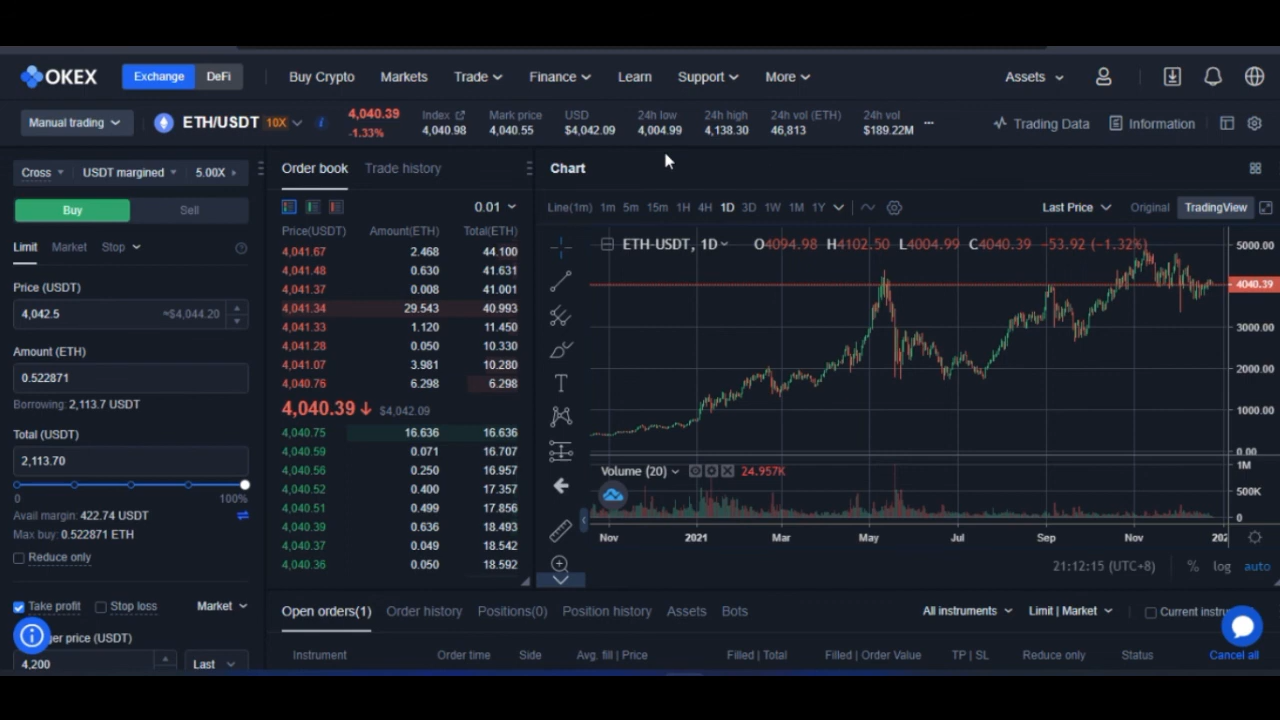 OKEX Exchange DeFi Buy Crypto Markets Trade Finance Learn Support More Assets
Manual trading ETH/USDT 10X i 4,040.39 -1.33% Index 4,040.98 Mark price 4,040.55 USD $4,042.09 24h low 4,004.99 24h high 4,138.30 24h vol (ETH) 46,813 24h vol $189.22M ... Trading Data Information
Cross USDT margined 5.00X
Buy Sell
Limit Market Stop
Price (USDT)
4,042.5 ≈$4,044.20
Amount (ETH)
0.522871
Borrowing: 2,113.7 USDT
Total (USDT)
2,113.70
0 100%
Avail margin: 422.74 USDT
Max buy: 0.522871 ETH
Reduce only
Take profit Stop loss Market
ger price (USDT)
4,200 Last
Order book Trade history
0.01
Price(USDT) Amount(ETH) Total(ETH)
4,041.67 2.468 44.100
4,041.48 0.630 41.631
4,041.37 0.008 41.001
4,041.34 29.543 40.993
4,041.33 1.120 11.450
4,041.28 0.050 10.330
4,041.07 3.981 10.280
4,040.76 6.298 6.298
4,040.39 $4,042.09
4,040.75 16.636 16.636
4,040.59 0.071 16.707
4,040.56 0.250 16.957
4,040.52 0.400 17.357
4,040.51 0.499 17.856
4,040.39 0.636 18.493
4,040.37 0.049 18.542
4,040.36 0.050 18.592
Chart
Line(1m) 1m 5m 15m 1H 4H 1D 3D 1W 1M 1Y Last Price Original TradingView
ETH-USDT, 1D O4094.98 H4102.50 L4004.99 C4040.39 -53.92 (-1.32%)
5000.00
4040.39
3000.00
2000.00
1000.00
0.00
Volume (20) 24.957K
1M
500K
0
Nov 2021 Mar May Jul Sep Nov 202
21:12:15 (UTC+8) % log auto
Open orders(1) Order history Positions(0) Position history Assets Bots All instruments Limit | Market Current instru
Instrument Order time Side Avg. fill | Price Filled | Total Filled | Order Value TP | SL Reduce only Status Cancel all